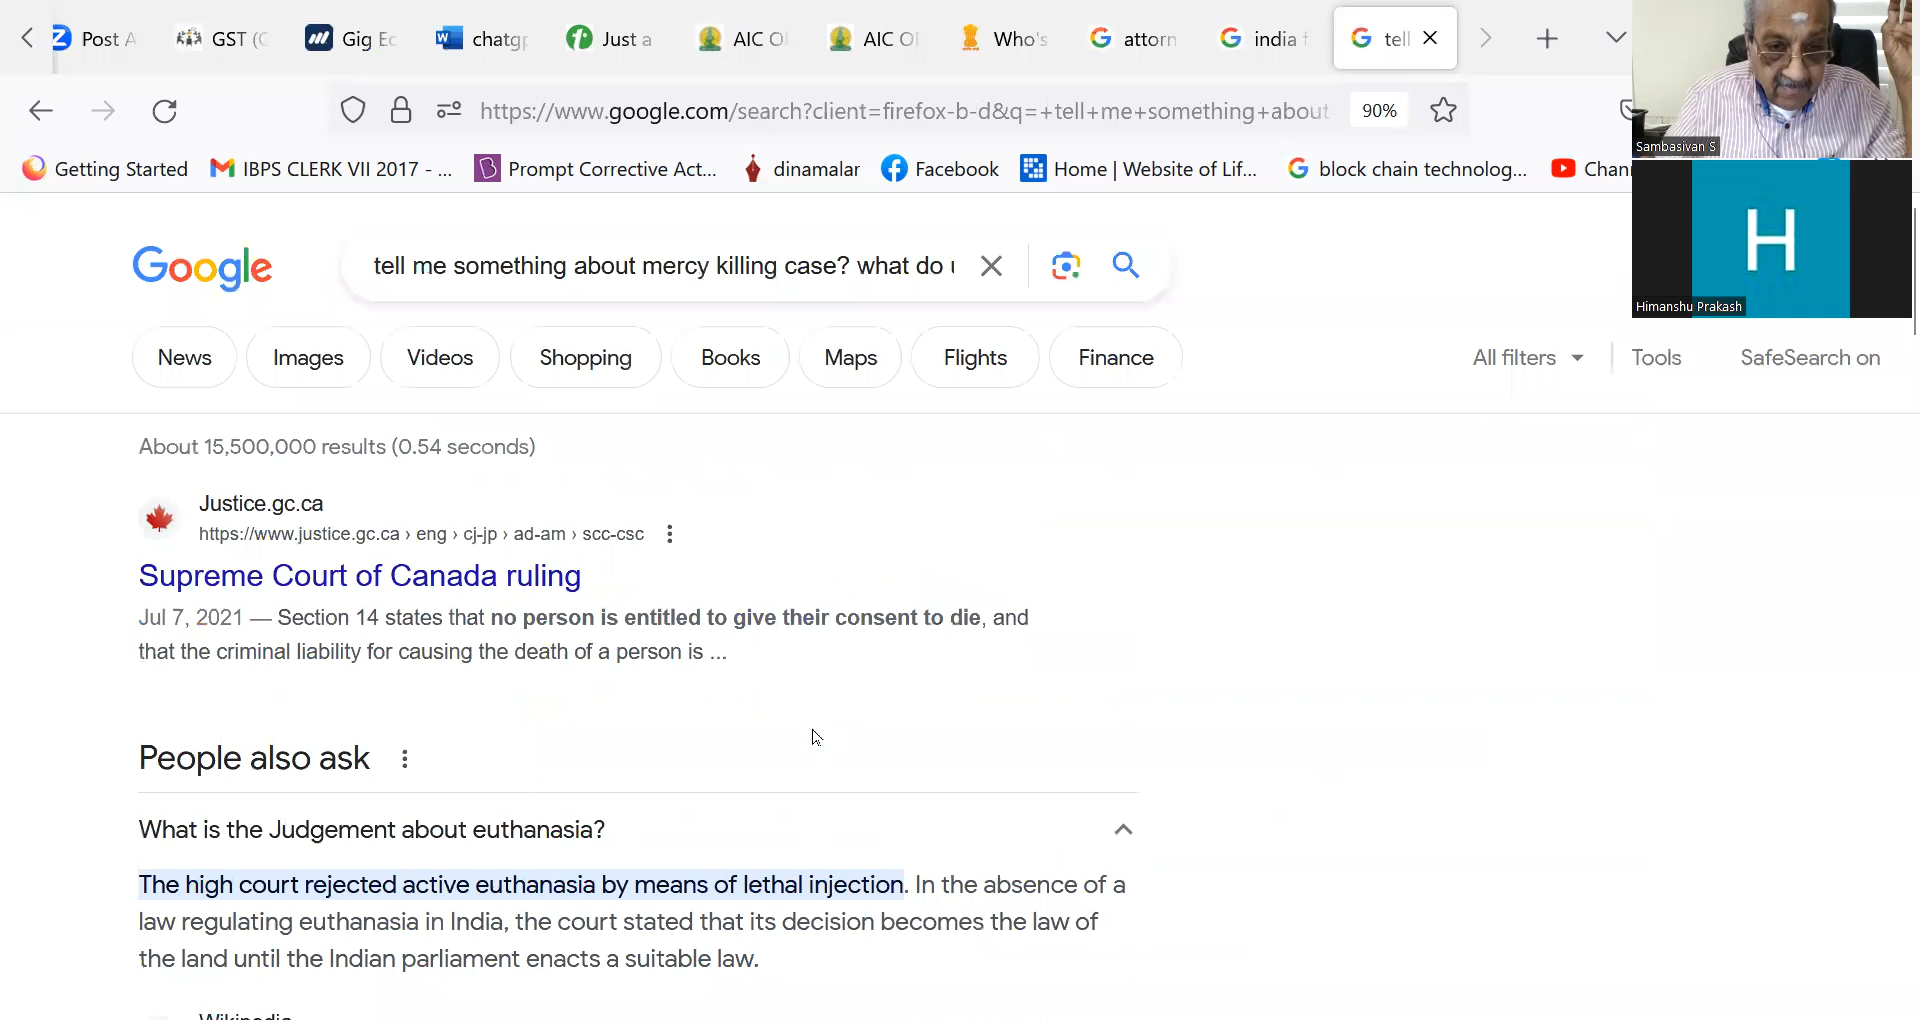 Post A
GST (C
Gig Ec
chatgp
Just a
AIC OI
AIC OI
Who's
attorn
india f
tell
https://www.google.com/search?client=firefox-b-d&q=+tell+me+something+about
90%
Getting Started
IBPS CLERK VII 2017 - ...
Prompt Corrective Act...
dinamalar
Facebook
Home | Website of Lif...
block chain technolog...
Chan
Sambasivan S
H
Himanshu Prakash
Google
tell me something about mercy killing case? what do u
News
Images
Videos
Shopping
Books
Maps
Flights
Finance
All filters
Tools
SafeSearch on
About 15,500,000 results (0.54 seconds)
Justice.gc.ca
https://www.justice.gc.ca › eng › cj-jp › ad-am › scc-csc
Supreme Court of Canada ruling
Jul 7, 2021 — Section 14 states that no person is entitled to give their consent to die, and
that the criminal liability for causing the death of a person is ...
People also ask
What is the Judgement about euthanasia?
The high court rejected active euthanasia by means of lethal injection. In the absence of a
law regulating euthanasia in India, the court stated that its decision becomes the law of
the land until the Indian parliament enacts a suitable law.
Wikipedia